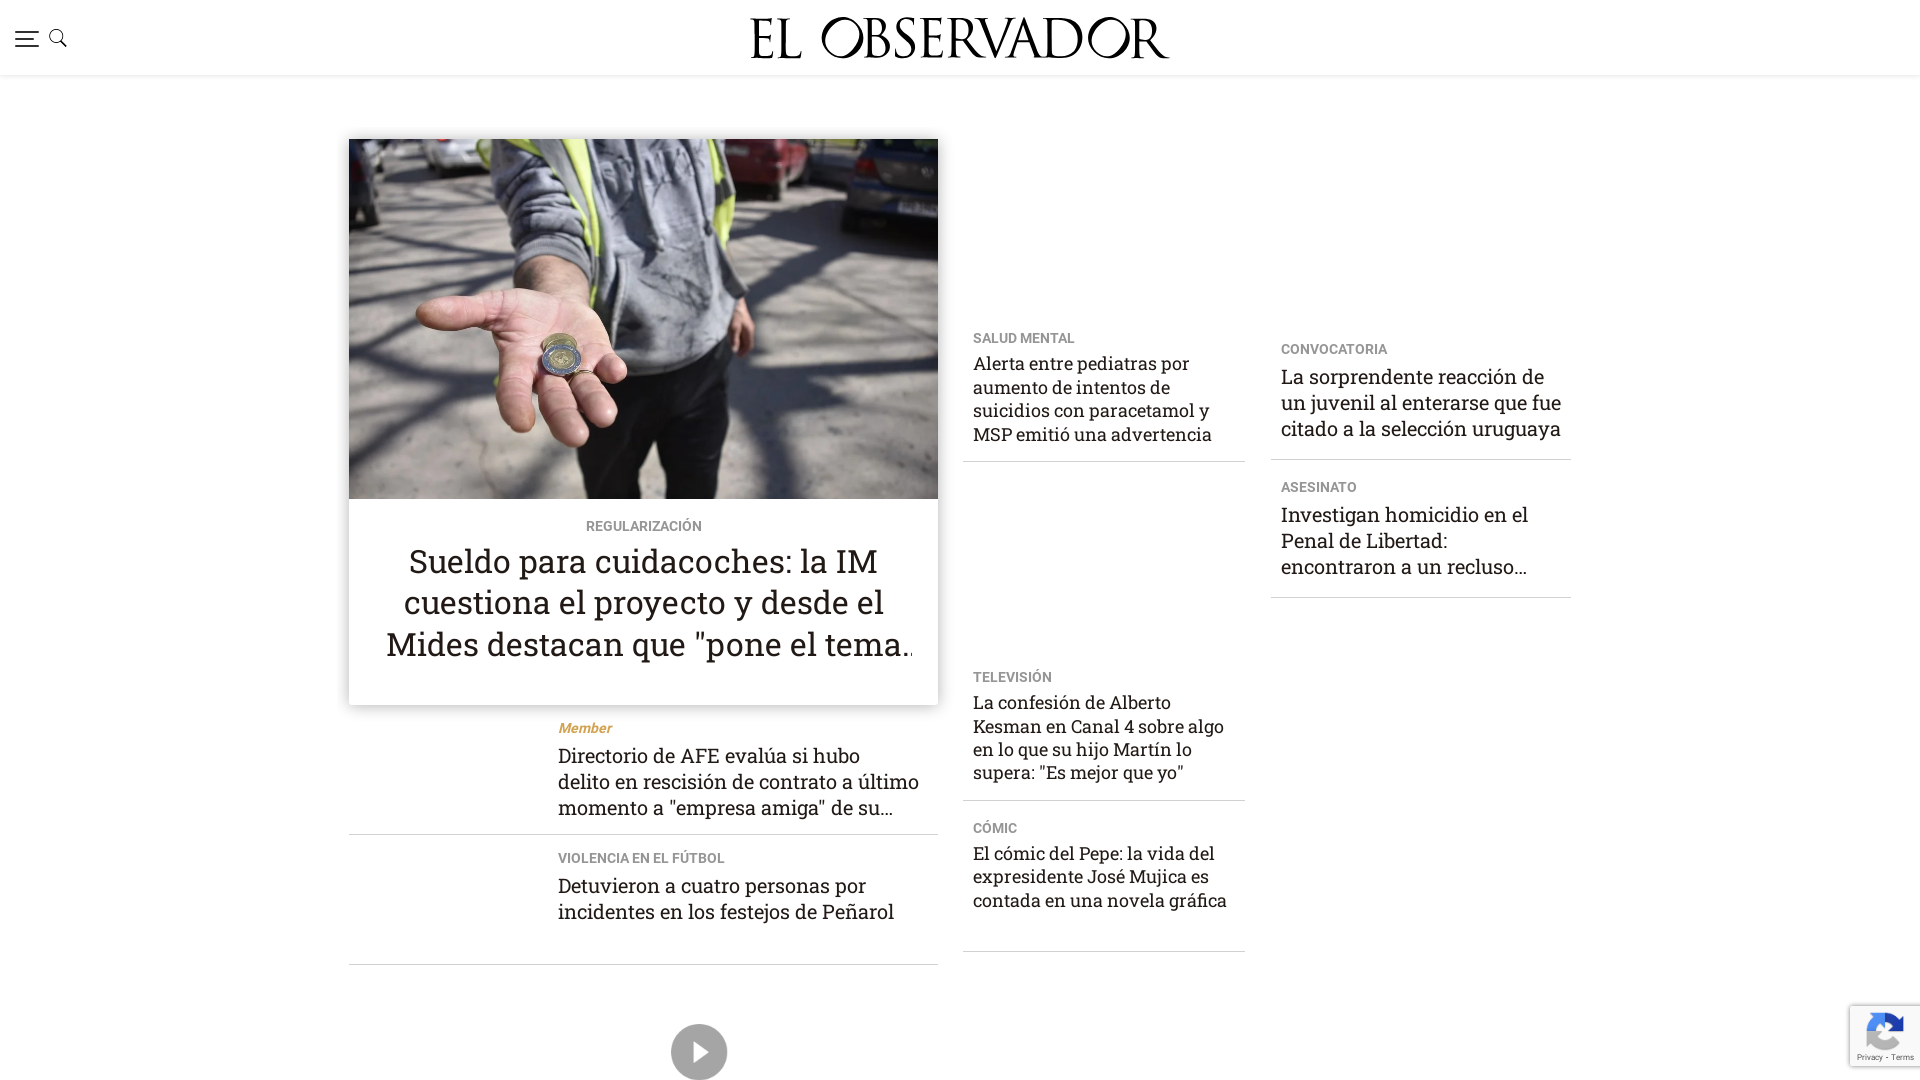 EL OBSERVADOR
REGULARIZACIÓN
Sueldo para cuidacoches: la IM
cuestiona el proyecto y desde el
Mides destacan que "pone el tema..
Member
Directorio de AFE evalúa si hubo
delito en rescisión de contrato a último
momento a "empresa amiga" de su...
VIOLENCIA EN EL FÚTBOL
Detuvieron a cuatro personas por
incidentes en los festejos de Peñarol
SALUD MENTAL
Alerta entre pediatras por
aumento de intentos de
suicidios con paracetamol y
MSP emitió una advertencia
TELEVISIÓN
La confesión de Alberto
Kesman en Canal 4 sobre algo
en lo que su hijo Martín lo
supera: "Es mejor que yo"
CÓMIC
El cómic del Pepe: la vida del
expresidente José Mujica es
contada en una novela gráfica
CONVOCATORIA
La sorprendente reacción de
un juvenil al enterarse que fue
citado a la selección uruguaya
ASESINATO
Investigan homicidio en el
Penal de Libertad:
encontraron a un recluso...
Privacy - Terms